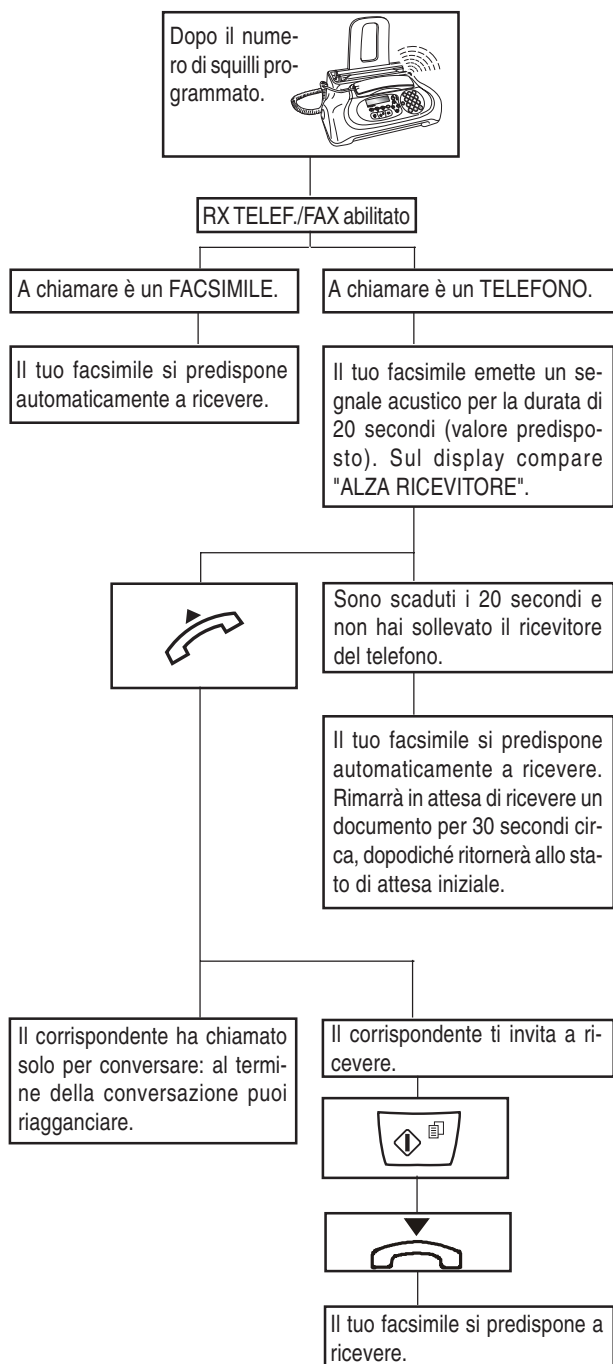 Dopo il nume-
ro di squilli pro-
grammato.
RX TELEF./FAX abilitato
A chiamare è un FACSIMILE.
A chiamare è un TELEFONO.
Il tuo facsimile si predispone
automaticamente a ricevere.
Il tuo facsimile emette un se-
gnale acustico per la durata di
20 secondi (valore predispo-
sto). Sul display compare
"ALZA RICEVITORE".
Sono scaduti i 20 secondi e
non hai sollevato il ricevitore
del telefono.
Il tuo facsimile si predispone
automaticamente a ricevere.
Rimarrà in attesa di ricevere un
documento per 30 secondi cir-
ca, dopodiché ritornerà allo sta-
to di attesa iniziale.
Il corrispondente ha chiamato
solo per conversare: al termi-
ne della conversazione puoi
riagganciare.
Il corrispondente ti invita a ri-
cevere.
Il tuo facsimile si predispone a
ricevere.